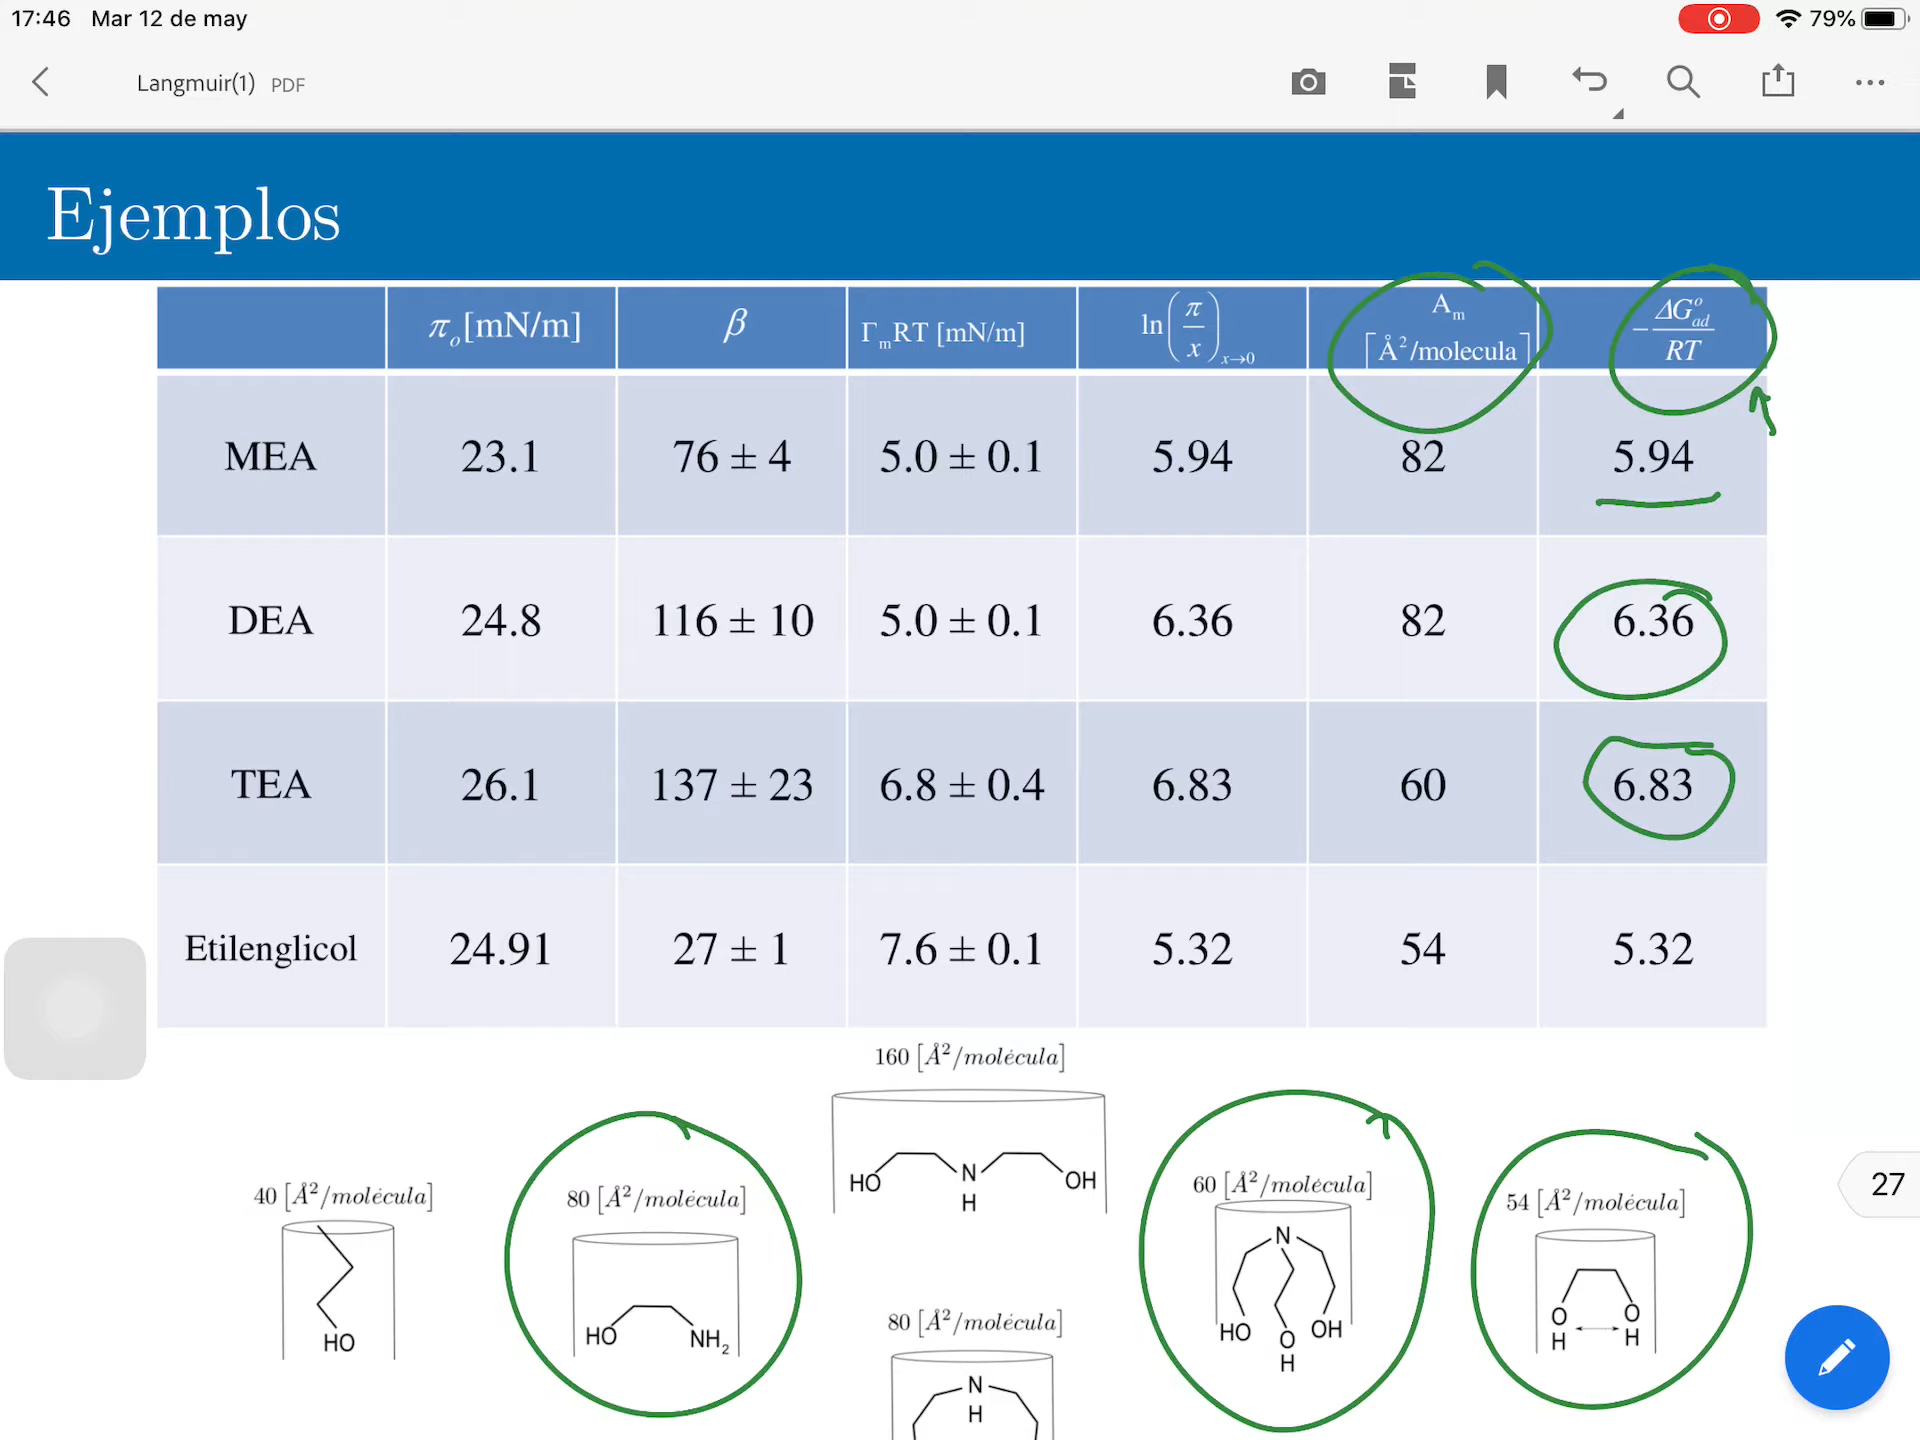 17:46 Mar 12 de may 79%
Langmuir(1) PDF
Ejemplos
π₀[mN/m] β ΓₘRT [mN/m] ln(π/x)ₓ→₀ Aₘ [Å²/molecula] −ΔG°ad/RT
MEA 23.1 76 ± 4 5.0 ± 0.1 5.94 82 5.94
DEA 24.8 116 ± 10 5.0 ± 0.1 6.36 82 6.36
TEA 26.1 137 ± 23 6.8 ± 0.4 6.83 60 6.83
Etilenglicol 24.91 27 ± 1 7.6 ± 0.1 5.32 54 5.32
160 [Å²/molécula]
HO N H OH
40 [Å²/molécula]
HO
80 [Å²/molécula]
HO NH₂
80 [Å²/molécula]
N
H
60 [Å²/molécula]
N
HO O H OH
54 [Å²/molécula]
O O
H H
27